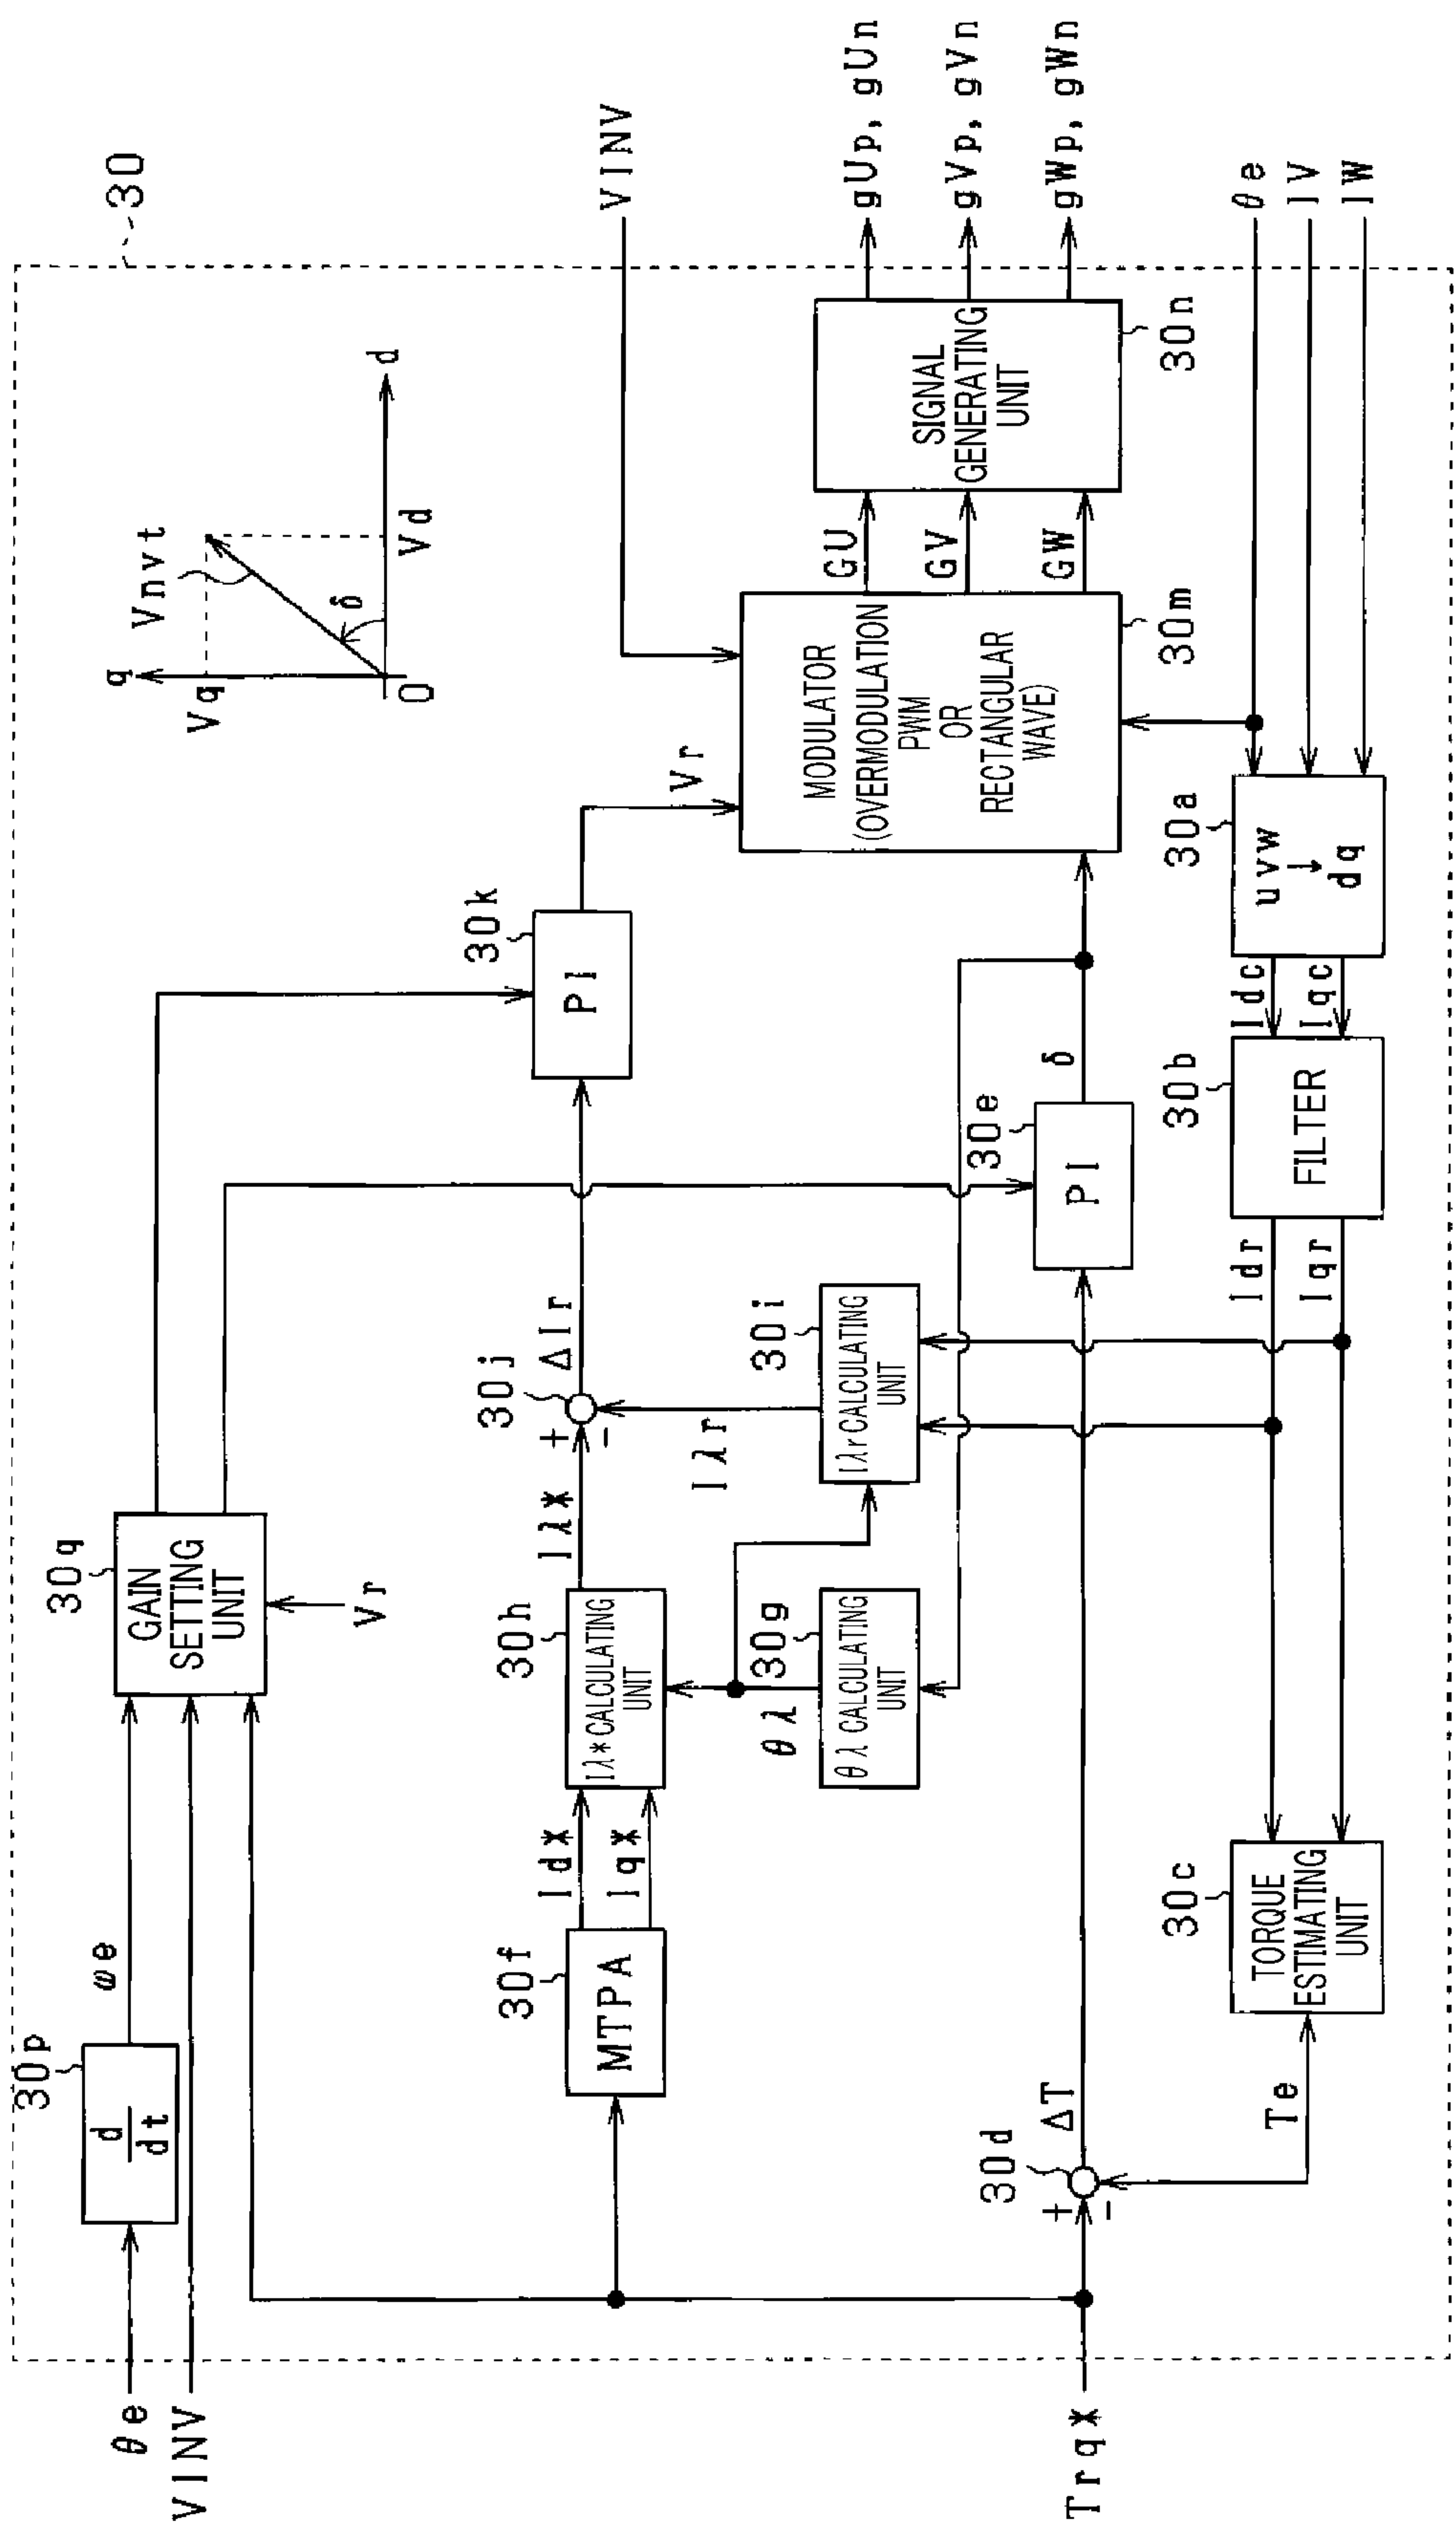 30
θe
VINV
30p
d
dt
ωe
30q
GAIN
SETTING
UNIT
Vr
q
Vq
Vnvt
δ
0
Vd
d
VINV
30f
MTPA
Id*
Iq*
30h
Iλ*CALCULATING
UNIT
Iλ*
+
-
30j
ΔIr
30k
PI
Vr
θλ
30g
θλ CALCULATING
UNIT
Iλr
30i
IλrCALCULATING
UNIT
MODULATOR
(OVERMODULATION
PWM
OR
RECTANGULAR
WAVE)
30m
GU
GV
GW
SIGNAL
GENERATING
UNIT
30n
gUp, gUn
gVp, gVn
gWp, gWn
Trq*
+
-
30d
ΔT
30e
PI
δ
Te
30c
TORQUE
ESTIMATING
UNIT
Idr
Iqr
30b
FILTER
Idc
Iqc
30a
uvw
↓
dq
θe
IV
IW